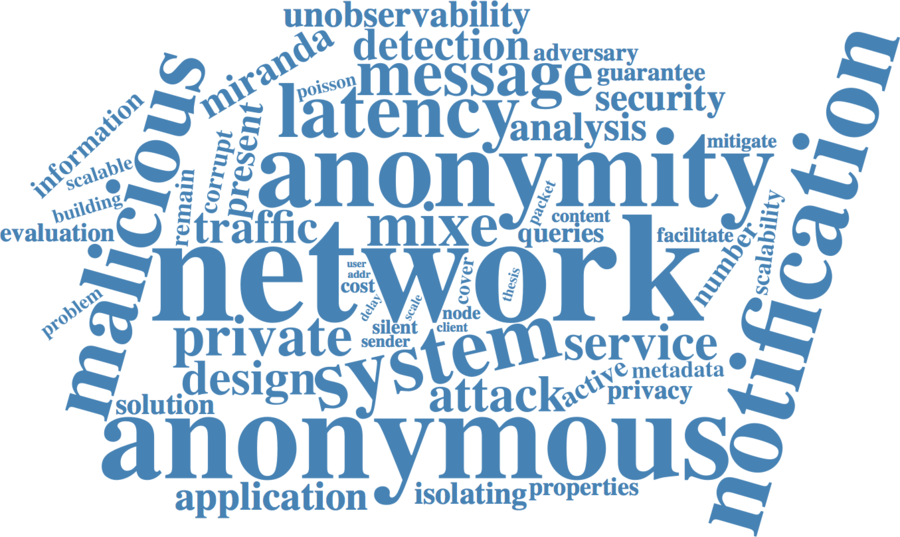 unobservability
detection
adversary
miranda
message
guarantee
poisson
security
latency
analysis
mitigate
information
scalable
malicious
corrupt
present
anonymity
packet
content
building
remain
evaluation
traffic
mixe
queries
facilitate
number
scalability
notification
network
user
addr
cost
cover
thesis
delay
scale
node
client
problem
silent
sender
private
system
service
design
attack
active
metadata
privacy
solution
anonymous
application
isolating
properties